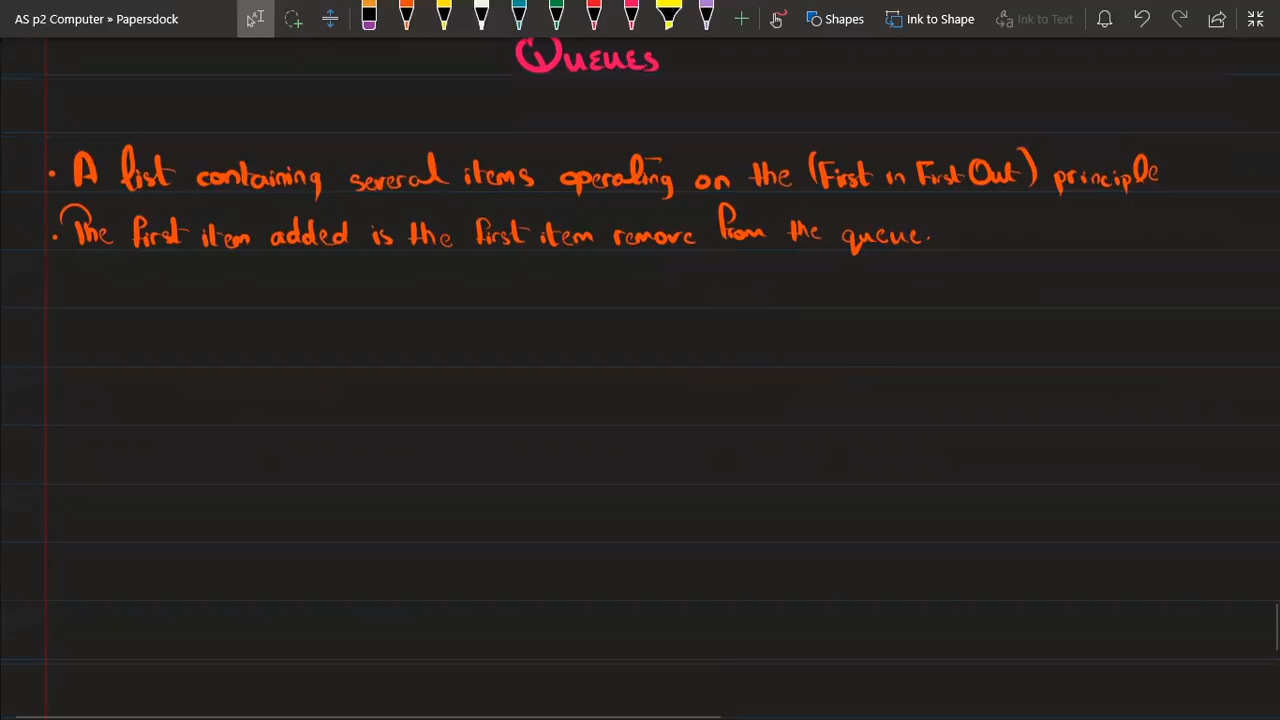 AS p2 Computer » Papersdock
Shapes
Ink to Shape
Ink to Text
Queues
• A list containing several items operating on the (First in First Out) principle
• The first item added is the first item remove from the queue.